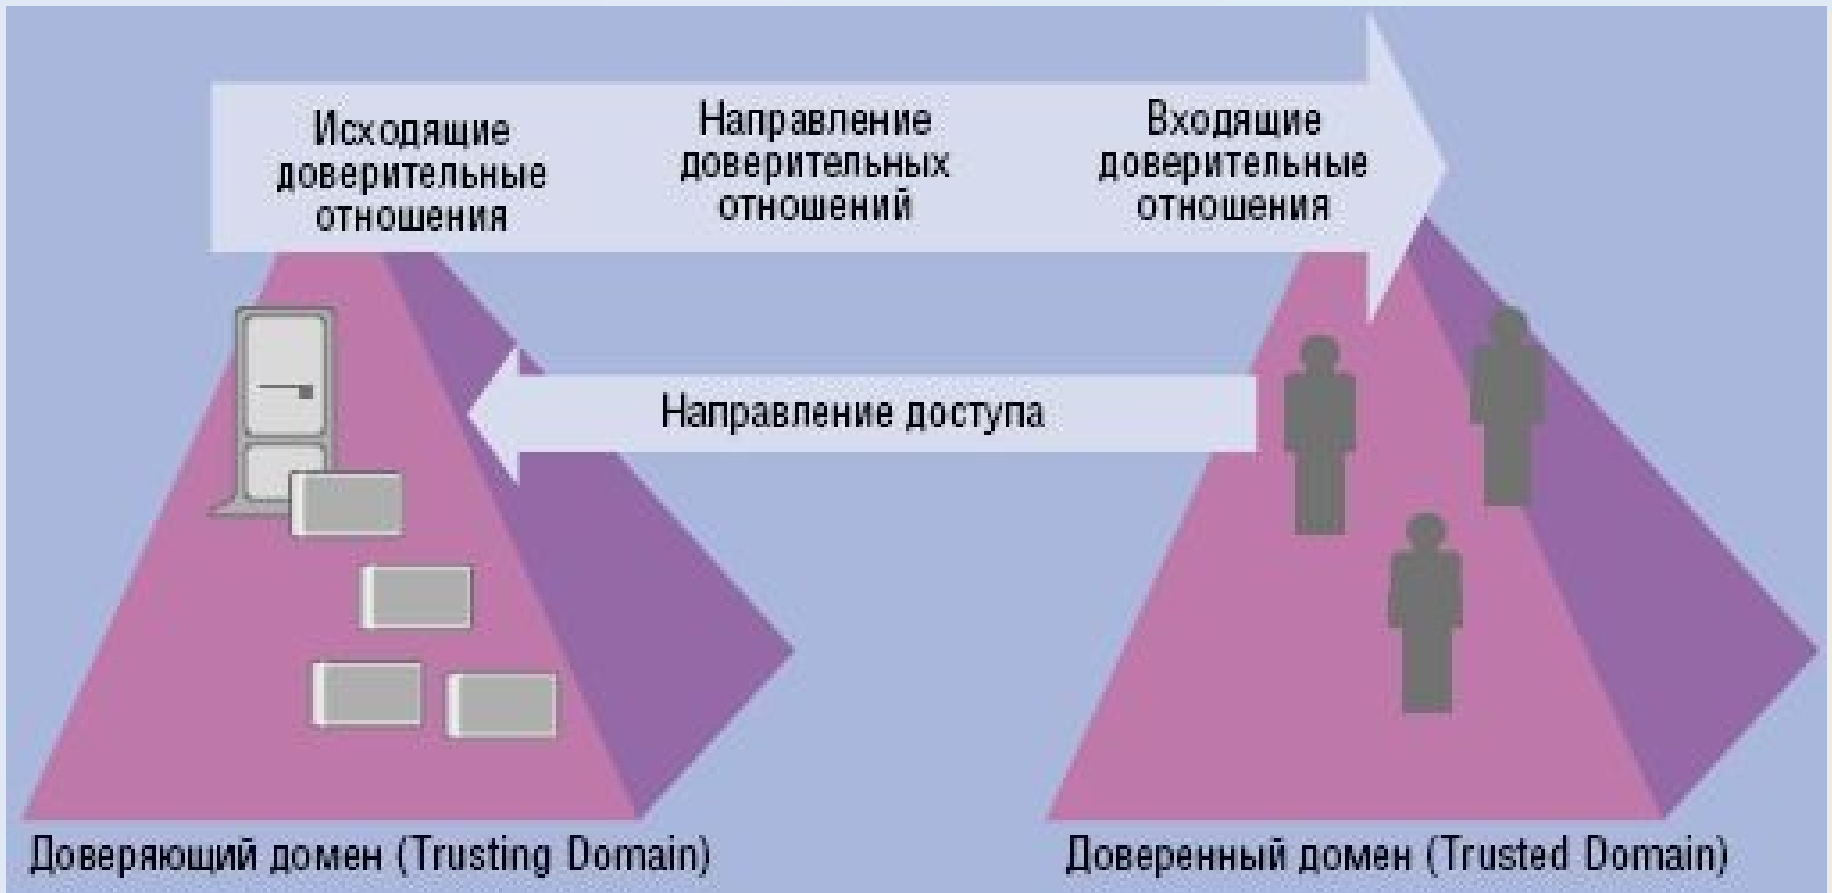 Исходящие
доверительные
отношения
Направление
доверительных
отношений
Входящие
доверительные
отношения
Направление доступа
Доверяющий домен (Trusting Domain)
Доверенный домен (Trusted Domain)